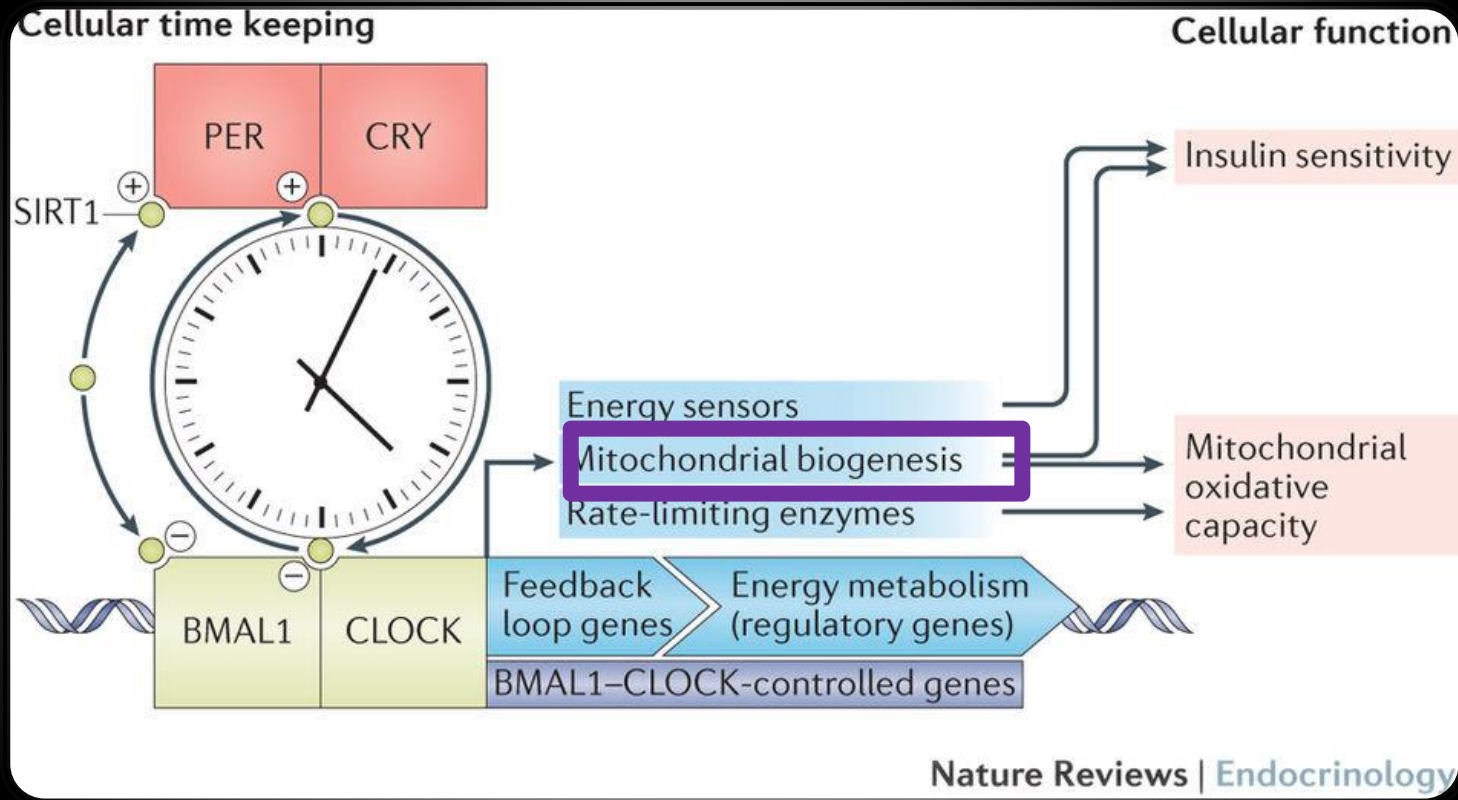 Cellular time keeping
Cellular function
PER
CRY
Insulin sensitivity
+
+
SIRT1
Energy sensors
Mitochondrial biogenesis
Rate-limiting enzymes
Mitochondrial
oxidative
capacity
−
−
BMAL1
CLOCK
Feedback
loop genes
Energy metabolism
(regulatory genes)
BMAL1–CLOCK-controlled genes
Nature Reviews | Endocrinology